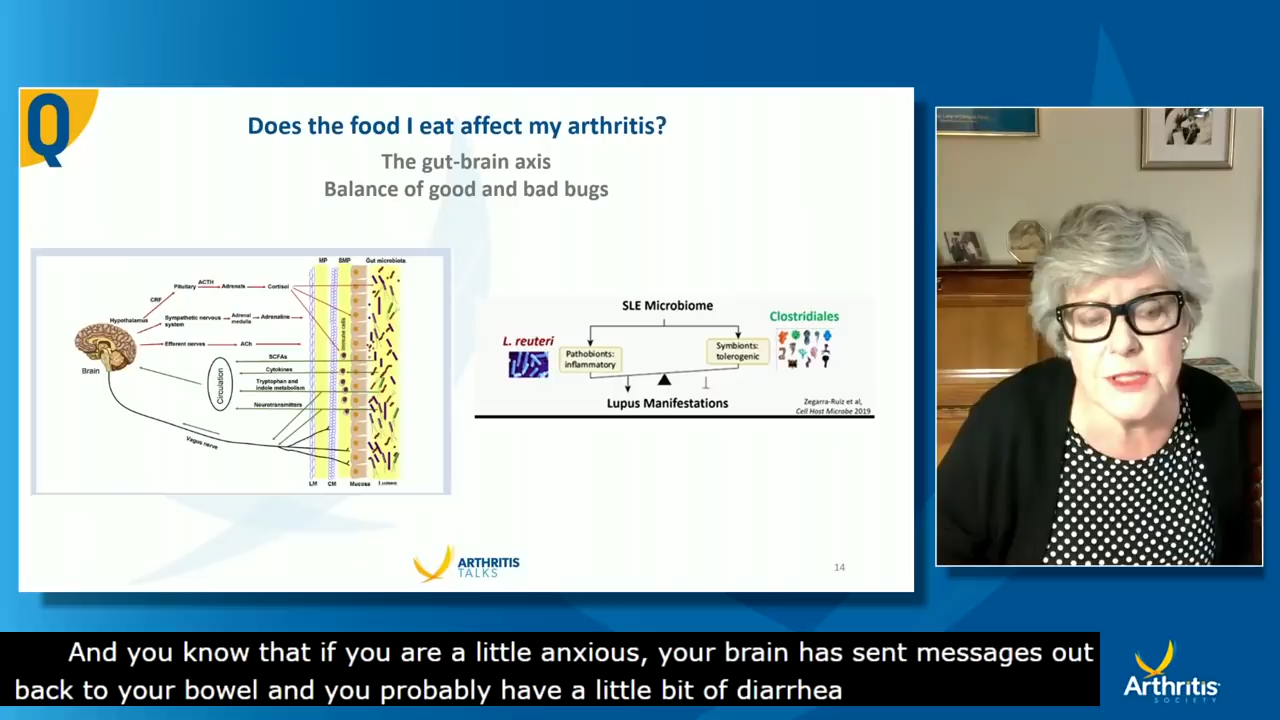 Q
Does the food I eat affect my arthritis?
The gut-brain axis
Balance of good and bad bugs
MP SMP Gut microbiota
Pituitary ACTH Adrenals Cortisol
CRF
Hypothalamus
Sympathetic nervous system
Adrenal medulla
Adrenaline
Efferent nerves
ACh
Immune cells
Brain
Circulation
SCFAs
Cytokines
Tryptophan and
indole metabolism
Neurotransmitters
Vagus nerve
LM CM Mucosa Lumen
SLE Microbiome
L. reuteri
Clostridiales
Pathobionts:
inflammatory
Symbionts:
tolerogenic
Lupus Manifestations
Zegarra-Ruiz et al,
Cell Host Microbe 2019
ARTHRITIS
TALKS
14
And you know that if you are a little anxious, your brain has sent messages out
back to your bowel and you probably have a little bit of diarrhea
Arthritis
SOCIETY